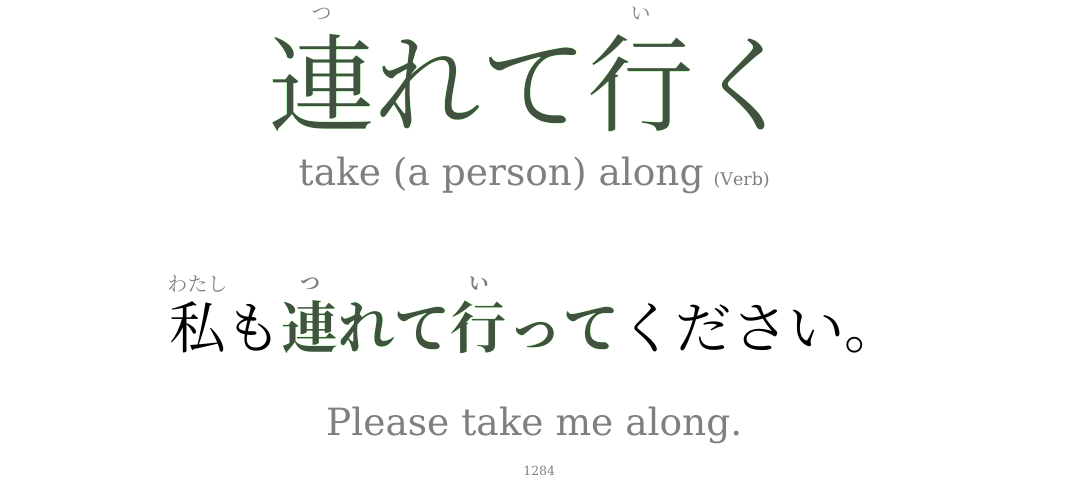 つ い
連れて行く
take (a person) along (Verb)
わたし つ い
私も連れて行ってください。
Please take me along.
1284